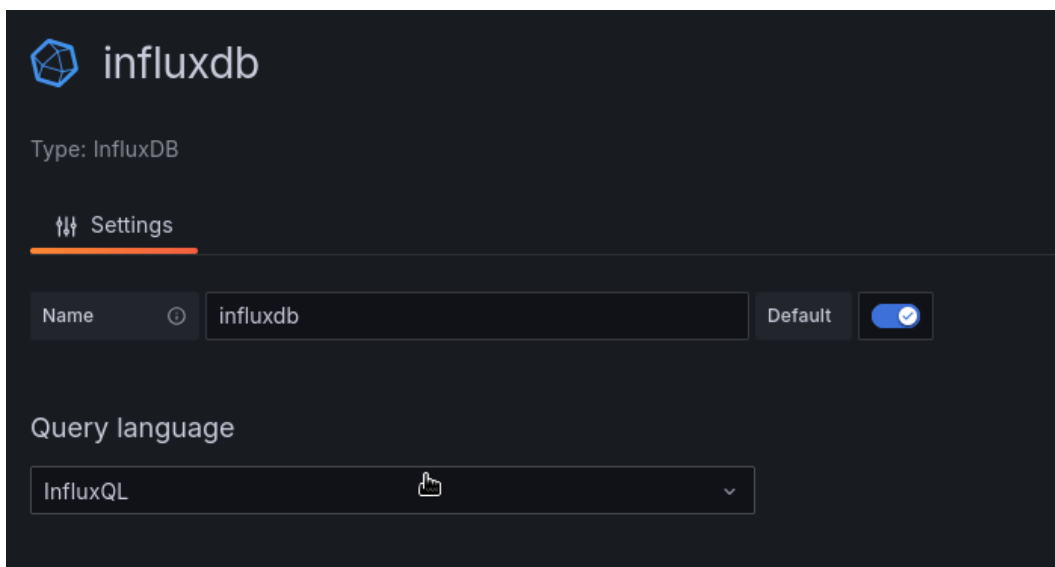 influxdb
Type: InfluxDB
Settings
Name influxdb Default
Query language
InfluxQL